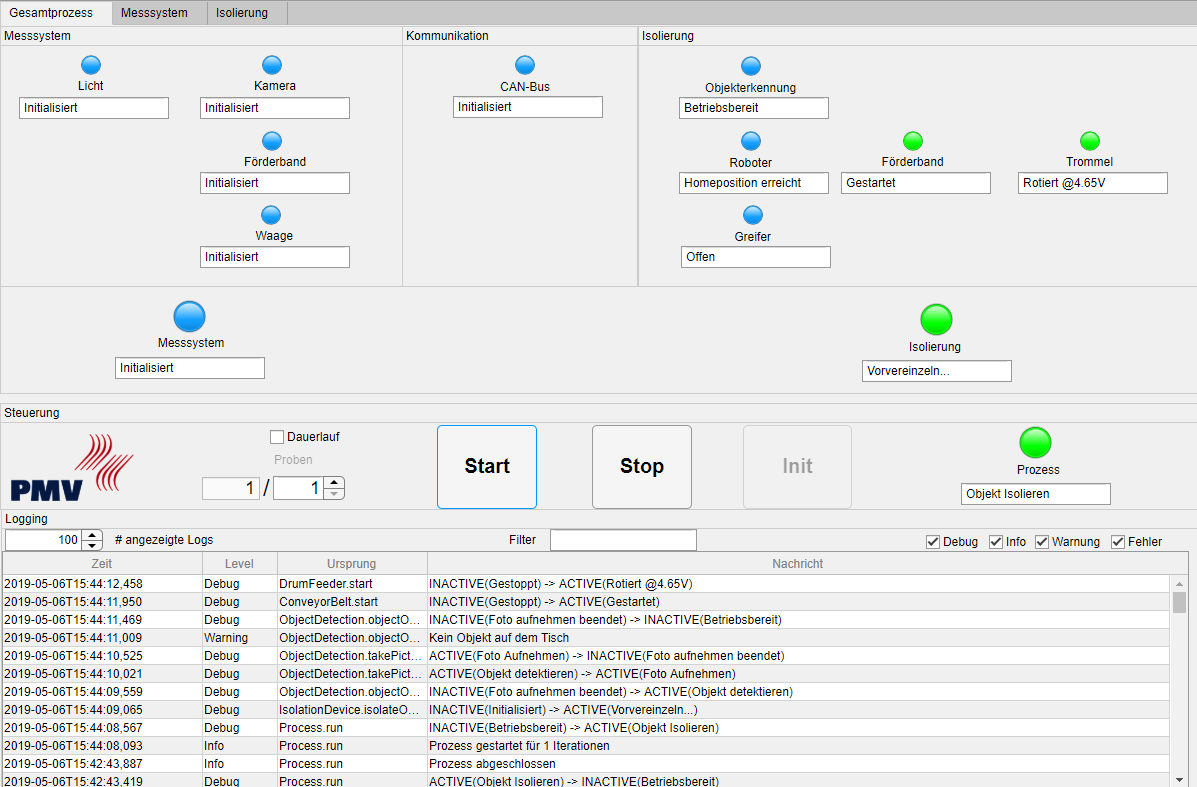 Gesamtprozess Messsystem Isolierung
Messsystem Kommunikation Isolierung
Licht Kamera CAN-Bus Objekterkennung
Initialisiert Initialisiert Initialisiert Betriebsbereit
Förderband Roboter Förderband Trommel
Initialisiert Homeposition erreicht Gestartet Rotiert @4.65V
Waage Greifer
Initialisiert Offen
Messsystem Isolierung
Initialisiert Vorvereinzeln...
Steuerung
Dauerlauf
Proben
1 / 1
PMV
Start Stop Init
Prozess
Objekt Isolieren
Logging
100 # angezeigte Logs Filter Debug Info Warnung Fehler
Zeit Level Ursprung Nachricht
2019-05-06T15:44:12,458 Debug DrumFeeder.start INACTIVE(Gestoppt) -> ACTIVE(Rotiert @4.65V)
2019-05-06T15:44:11,950 Debug ConveyorBelt.start INACTIVE(Gestoppt) -> ACTIVE(Gestartet)
2019-05-06T15:44:11,469 Debug ObjectDetection.objectO... INACTIVE(Foto aufnehmen beendet) -> INACTIVE(Betriebsbereit)
2019-05-06T15:44:11,009 Warning ObjectDetection.objectO... Kein Objekt auf dem Tisch
2019-05-06T15:44:10,525 Debug ObjectDetection.takePict... ACTIVE(Foto Aufnehmen) -> INACTIVE(Foto aufnehmen beendet)
2019-05-06T15:44:10,021 Debug ObjectDetection.takePict... ACTIVE(Objekt detektieren) -> ACTIVE(Foto Aufnehmen)
2019-05-06T15:44:09,559 Debug ObjectDetection.objectO... INACTIVE(Foto aufnehmen beendet) -> ACTIVE(Objekt detektieren)
2019-05-06T15:44:09,065 Debug IsolationDevice.isolateO... INACTIVE(Initialisiert) -> ACTIVE(Vorvereinzeln...)
2019-05-06T15:44:08,567 Debug Process.run INACTIVE(Betriebsbereit) -> ACTIVE(Objekt Isolieren)
2019-05-06T15:44:08,093 Info Process.run Prozess gestartet für 1 Iterationen
2019-05-06T15:42:43,887 Info Process.run Prozess abgeschlossen
2019-05-06T15:42:43,419 Debug Process.run ACTIVE(Objekt Isolieren) -> INACTIVE(Betriebsbereit)